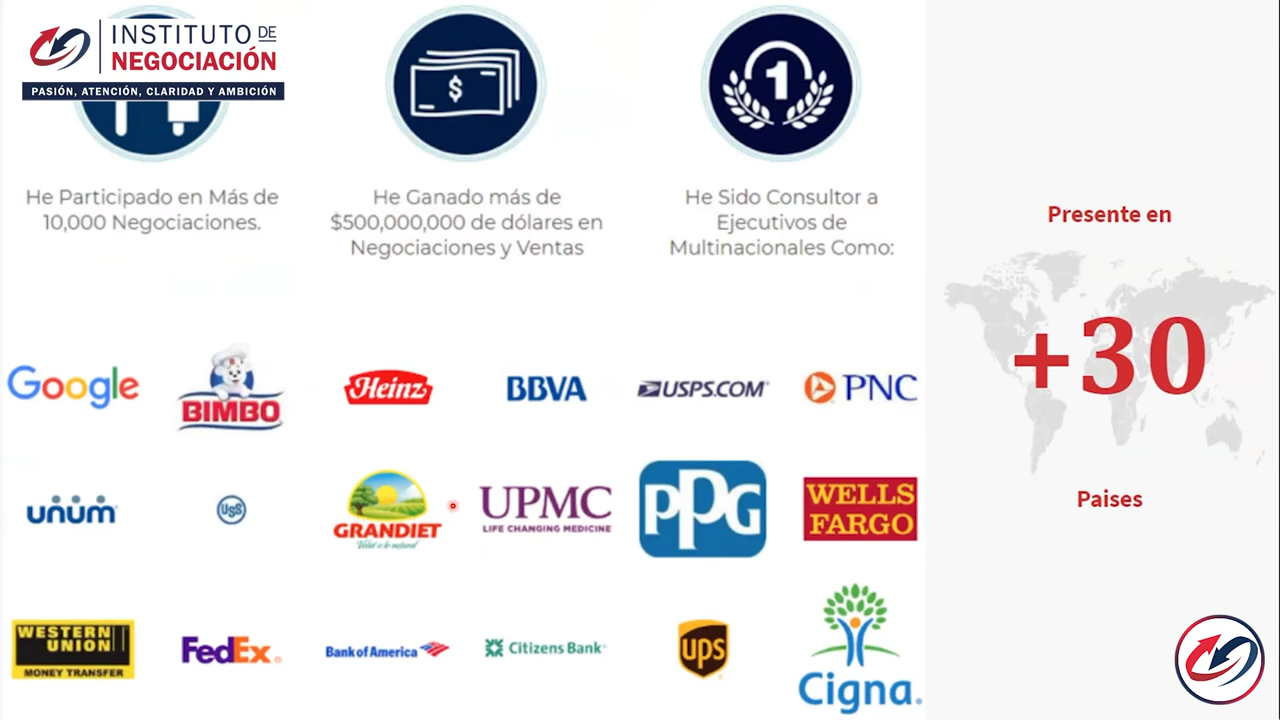 INSTITUTO DE
NEGOCIACIÓN
PASIÓN, ATENCIÓN, CLARIDAD Y AMBICIÓN
$
1
He Participado en Más de
10,000 Negociaciones.
He Ganado más de
$500,000,000 de dólares en
Negociaciones y Ventas
He Sido Consultor a
Ejecutivos de
Multinacionales Como:
Presente en
+30
Paises
Google
BIMBO
Heinz
BBVA
USPS.COM®
PNC
unum
USS
GRANDIET
Volvé a lo natural
UPMC
LIFE CHANGING MEDICINE
PPG
WELLS
FARGO
WESTERN
UNION
MONEY TRANSFER
FedEx®
Bank of America
Citizens Bank®
ups
Cigna®